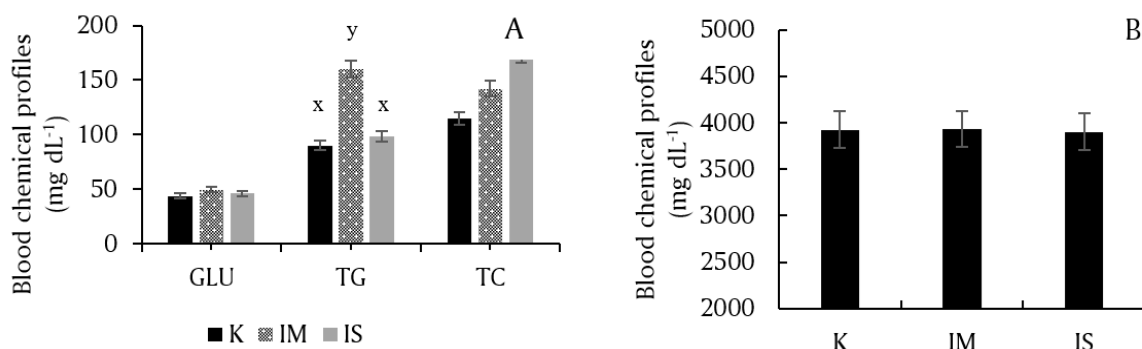 A
Blood chemical profiles
(mg dL⁻¹)
200
150
100
50
0
x
y
x
GLU
TG
TC
K
IM
IS
B
Blood chemical profiles
(mg dL⁻¹)
5000
4500
4000
3500
3000
2500
2000
K
IM
IS